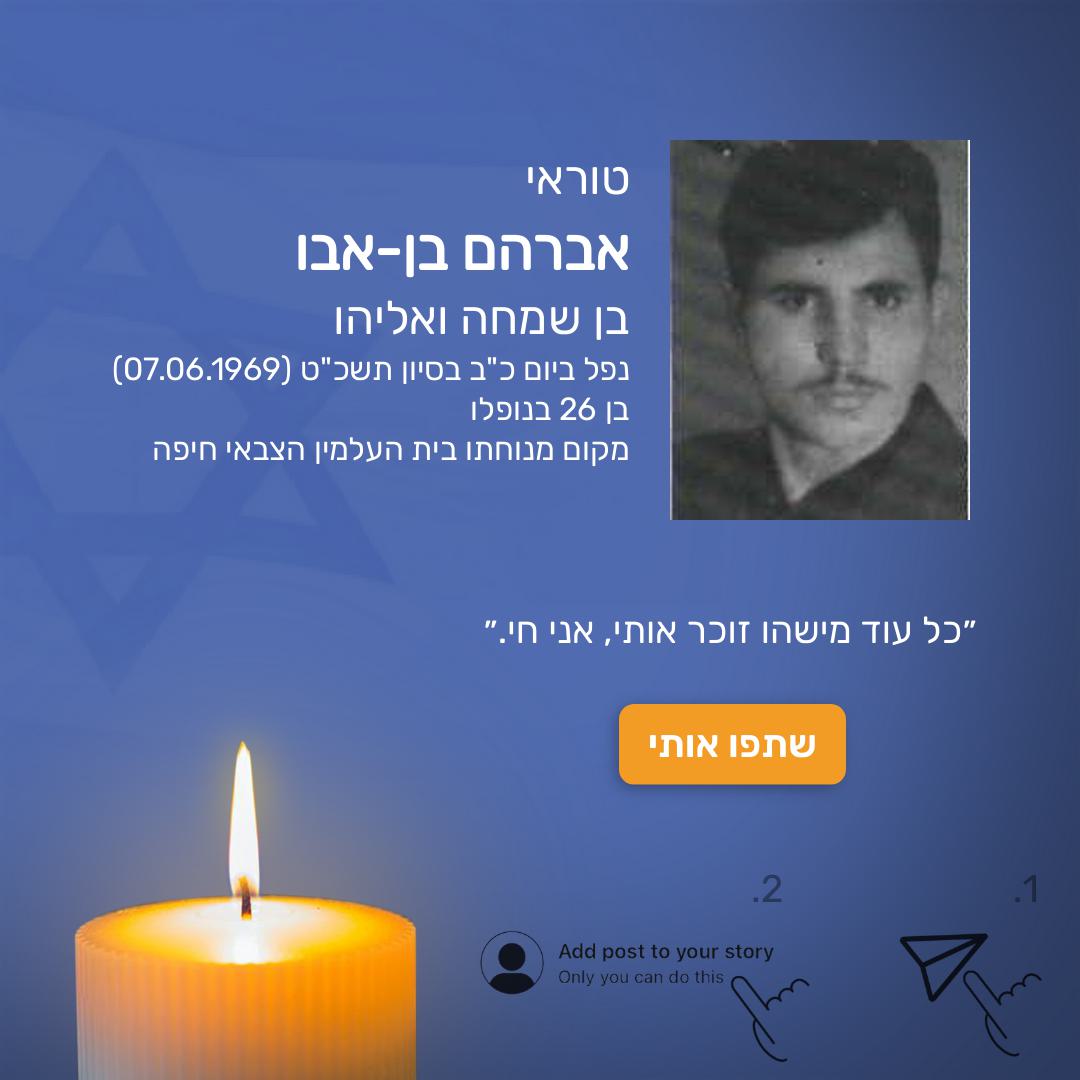 טוראי
אברהם בן-אבו
בן שמחה ואליהו
נפל ביום כ"ב בסיון תשכ"ט (07.06.1969)
בן 26 בנופלו
מקום מנוחתו בית העלמין הצבאי חיפה
״כל עוד מישהו זוכר אותי, אני חי.״
שתפו אותי
1.
2.
Add post to your story
Only you can do this